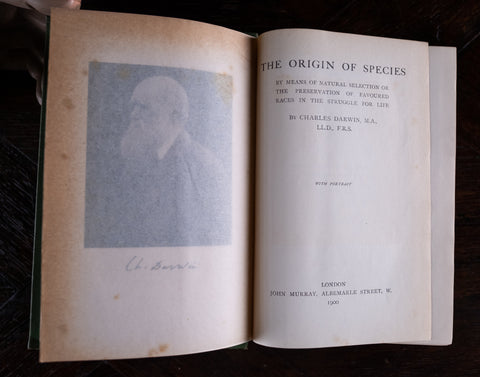 Ch. Darwin
THE ORIGIN OF SPECIES
BY MEANS OF NATURAL SELECTION OR
THE PRESERVATION OF FAVOURED
RACES IN THE STRUGGLE FOR LIFE
BY CHARLES DARWIN, M.A.,
LL.D., F.R.S.
WITH PORTRAIT
LONDON
JOHN MURRAY, ALBEMARLE STREET, W.
1900